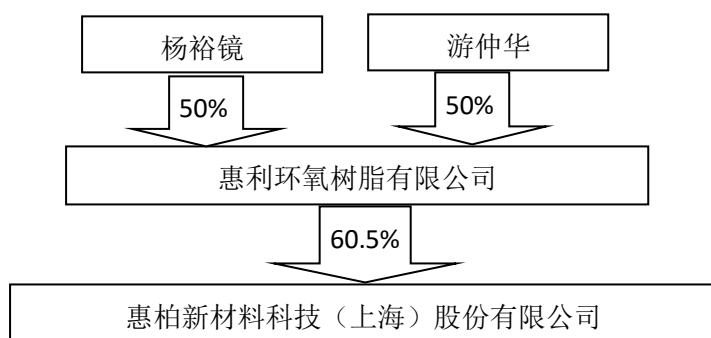 杨裕镜
游仲华
50%
50%
惠利环氧树脂有限公司
60.5%
惠柏新材料科技（上海）股份有限公司